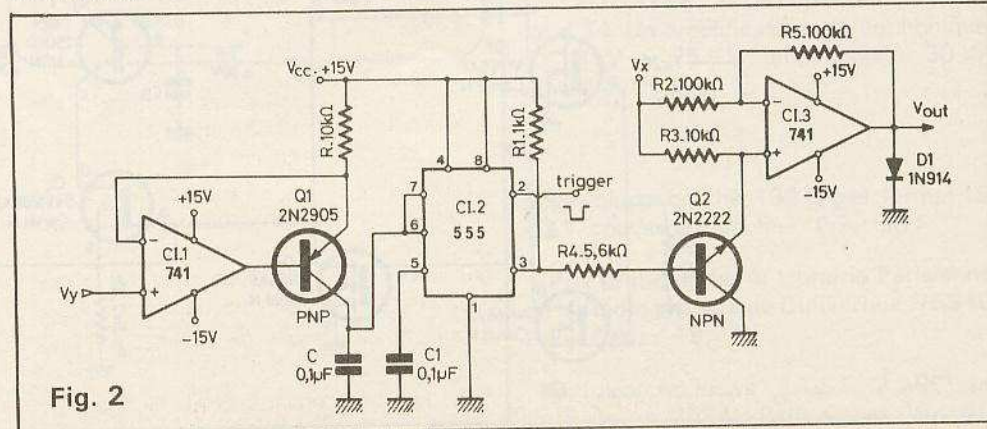 R5.100kΩ
Vcc. +15V
Vx
R2.100kΩ
+15V
R.10kΩ
R1.1kΩ
4
8
R3.10kΩ
CI.3
741
Vout
−
+
−15V
D1
1N914
Q1
2N2905
7
2
trigger
Q2
2N2222
+15V
CI.2
6
555
−
CI.1
741
5
3
R4.5,6kΩ
Vy
+
−15V
PNP
1
NPN
C
0,1µF
C1
0,1µF
Fig. 2